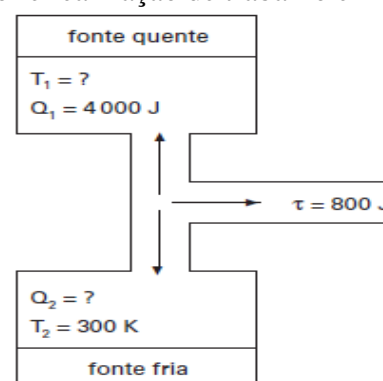 fonte quente
T₁ = ?
Q₁ = 4 000 J
τ = 800 J
Q₂ = ?
T₂ = 300 K
fonte fria